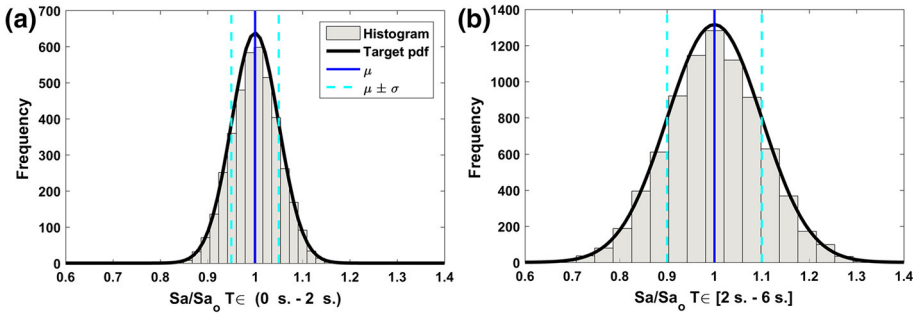 (a)
700
600
500
400
300
200
100
0
Frequency
0.6 0.7 0.8 0.9 1 1.1 1.2 1.3 1.4
Sa/Sao T∈ (0 s. - 2 s.)
Histogram
Target pdf
μ
μ ± σ
(b)
1400
1200
1000
800
600
400
200
0
Frequency
0.6 0.7 0.8 0.9 1 1.1 1.2 1.3 1.4
Sa/Sao T∈ [2 s. - 6 s.]